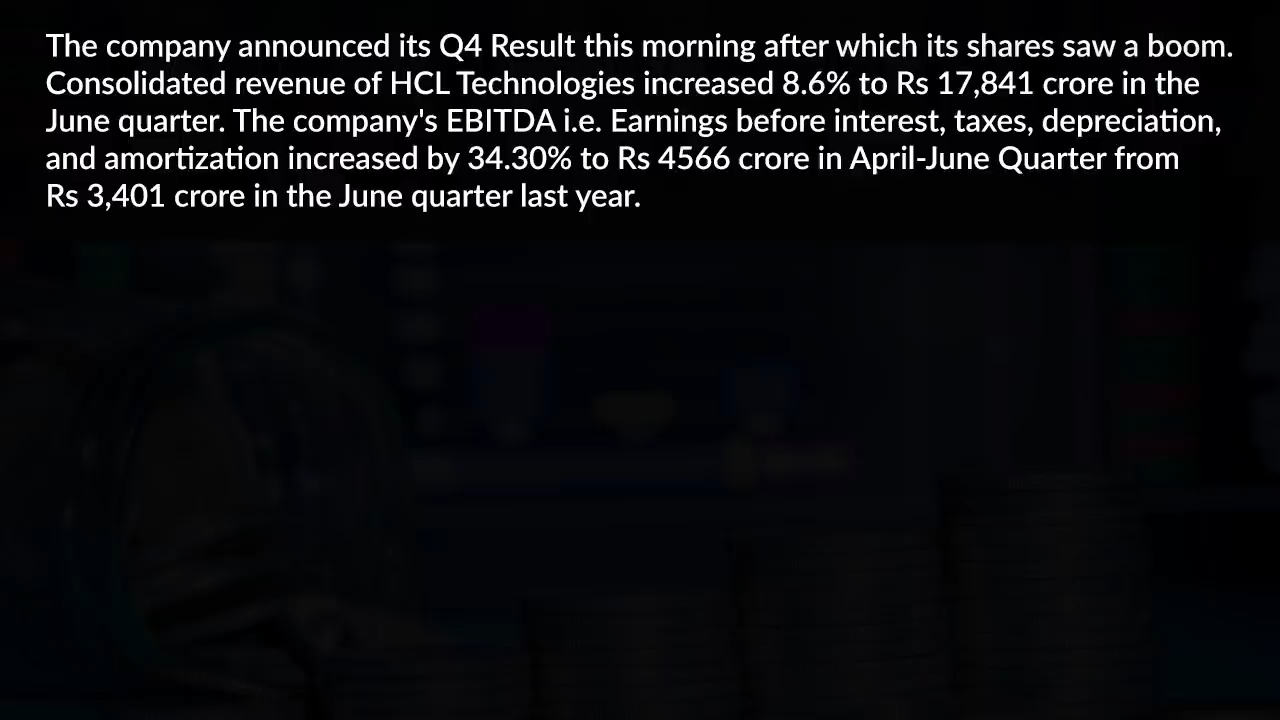 The company announced its Q4 Result this morning after which its shares saw a boom.
Consolidated revenue of HCL Technologies increased 8.6% to Rs 17,841 crore in the
June quarter. The company's EBITDA i.e. Earnings before interest, taxes, depreciation,
and amortization increased by 34.30% to Rs 4566 crore in April-June Quarter from
Rs 3,401 crore in the June quarter last year.